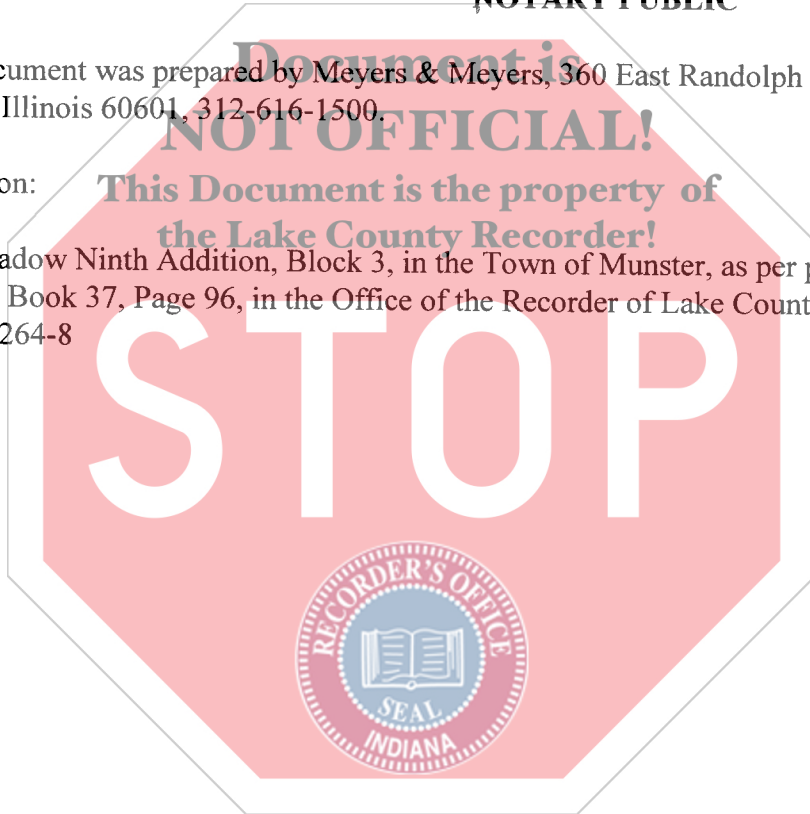 NOTARY PUBLIC
Document is
cument was prepared by Meyers & Meyers, 360 East Randolph
Illinois 60601, 312-616-1500.
NOT OFFICIAL!
on:
This Document is the property of
the Lake County Recorder!
adow Ninth Addition, Block 3, in the Town of Munster, as per p
Book 37, Page 96, in the Office of the Recorder of Lake Count
264-8
STOP
RECORDER'S OFFICE
SEAL
INDIANA